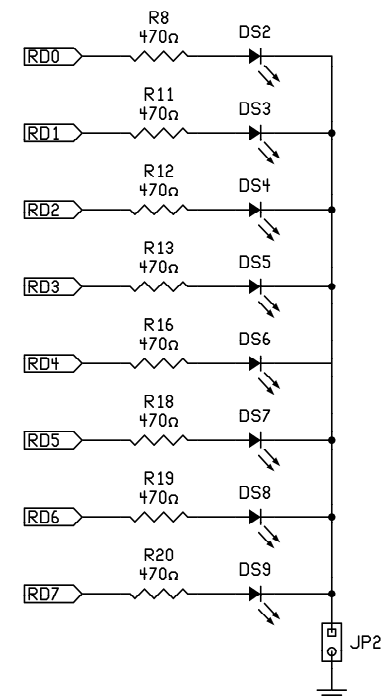 R8
470Ω
DS2
RD0
R11
470Ω
DS3
RD1
R12
470Ω
DS4
RD2
R13
470Ω
DS5
RD3
R16
470Ω
DS6
RD4
R18
470Ω
DS7
RD5
R19
470Ω
DS8
RD6
R20
470Ω
DS9
RD7
JP2